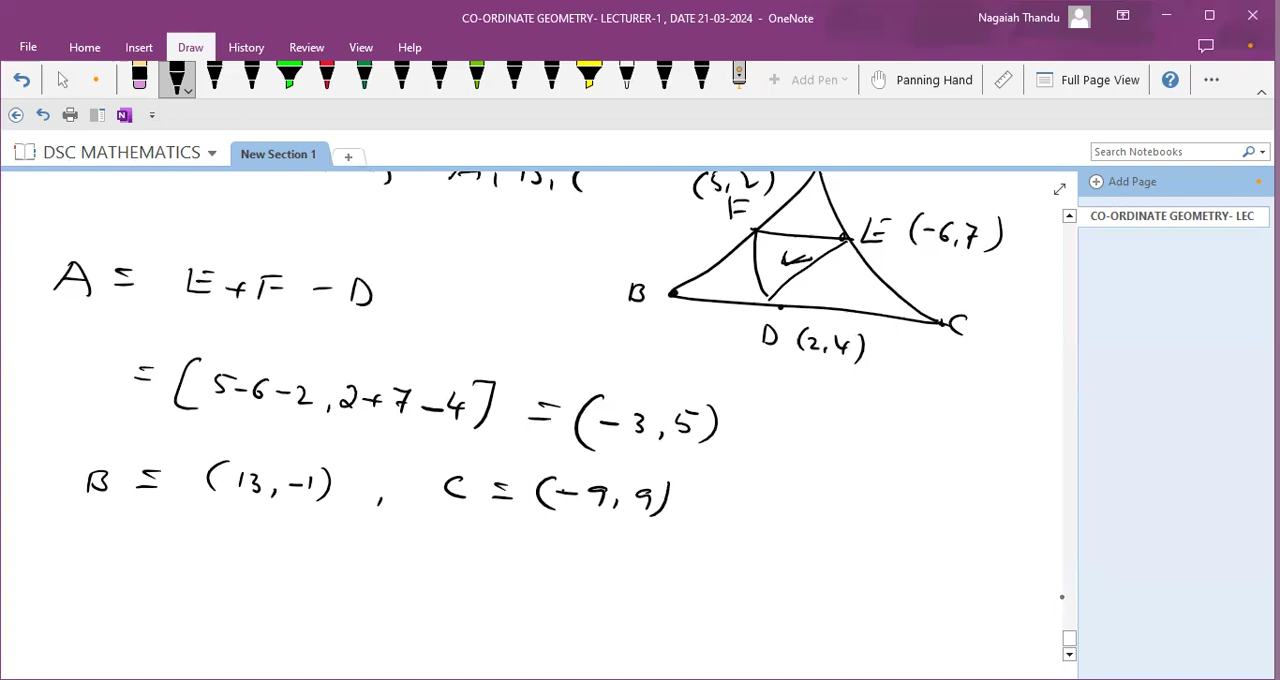 CO-ORDINATE GEOMETRY- LECTURER-1 , DATE 21-03-2024 - OneNote
Nagaiah Thandu
File Home Insert Draw History Review View Help
Add Pen Panning Hand Full Page View
DSC MATHEMATICS New Section 1
Search Notebooks
Add Page
CO-ORDINATE GEOMETRY- LEC
(5, 2)
F
E (-6, 7)
A ≡ E + F - D
B
C
D (2, 4)
= [5-6-2, 2+7-4] ≡ (-3, 5)
B ≡ (13, -1) , C ≡ (-9, 9)